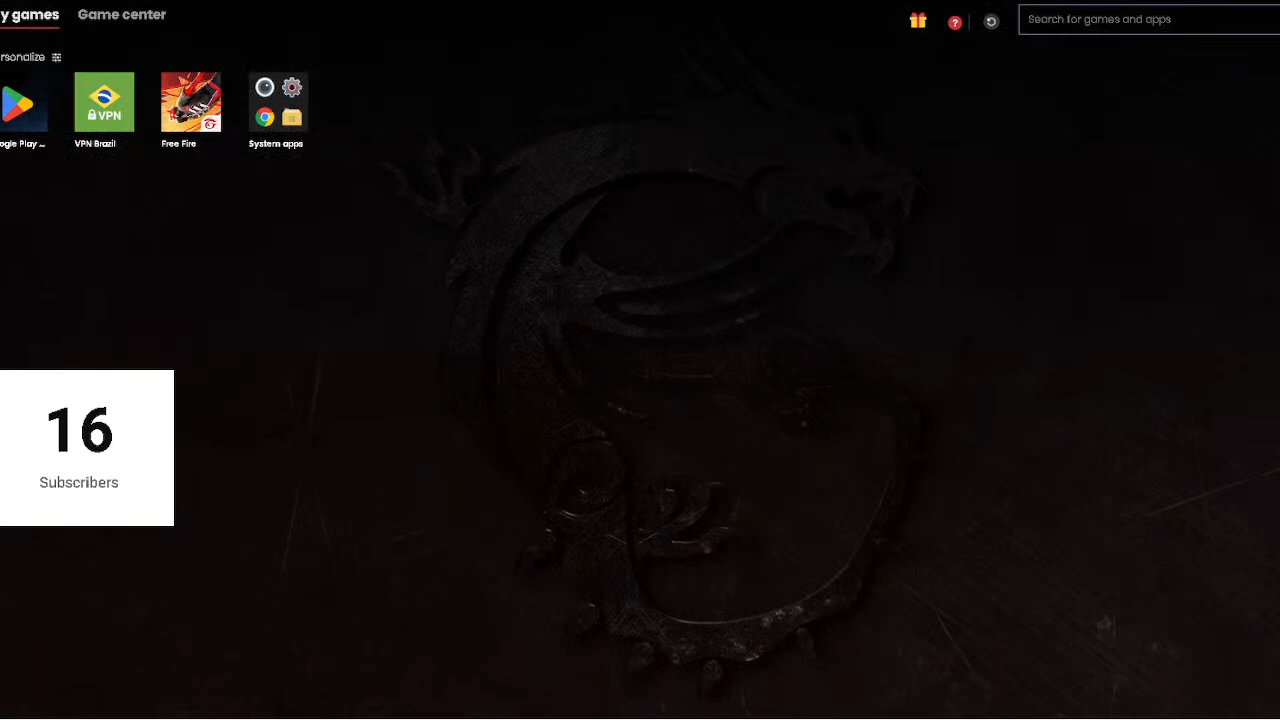 y games Game center
? Search for games and apps
rsonalize
VPN
ogle Play ... VPN Brazil Free Fire System apps
16
Subscribers